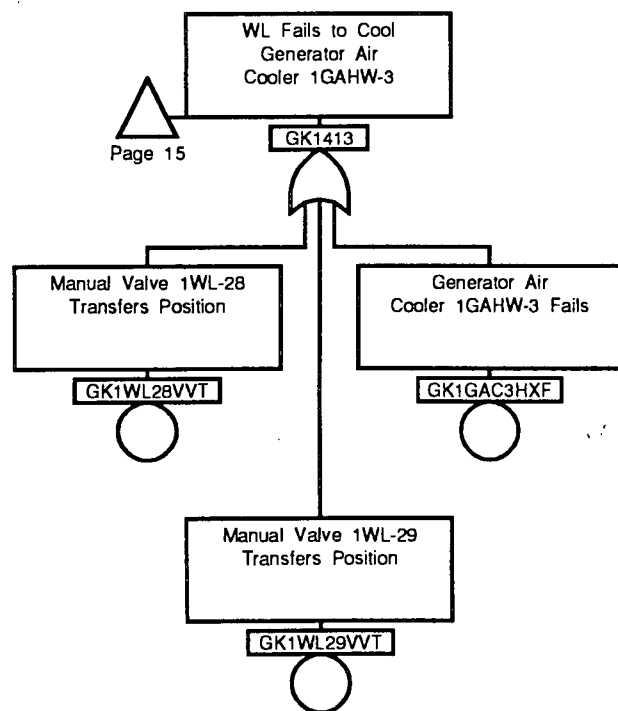 WL Fails to Cool
Generator Air
Cooler 1GAHW-3
Page 15
GK1413
Manual Valve 1WL-28
Transfers Position
GK1WL28VVT
Generator Air
Cooler 1GAHW-3 Fails
GK1GAC3HXF
Manual Valve 1WL-29
Transfers Position
GK1WL29VVT